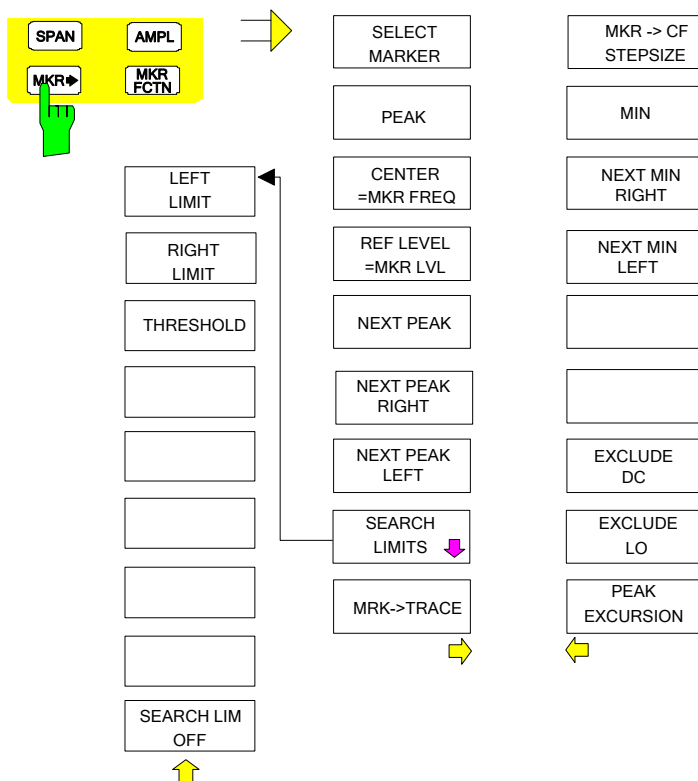 SPAN
AMPL
MKR
MKR
FCTN
LEFT
LIMIT
RIGHT
LIMIT
THRESHOLD
SEARCH LIM
OFF
SELECT
MARKER
PEAK
CENTER
=MKR FREQ
REF LEVEL
=MKR LVL
NEXT PEAK
NEXT PEAK
RIGHT
NEXT PEAK
LEFT
SEARCH
LIMITS
MRK->TRACE
MKR -> CF
STEPSIZE
MIN
NEXT MIN
RIGHT
NEXT MIN
LEFT
EXCLUDE
DC
EXCLUDE
LO
PEAK
EXCURSION